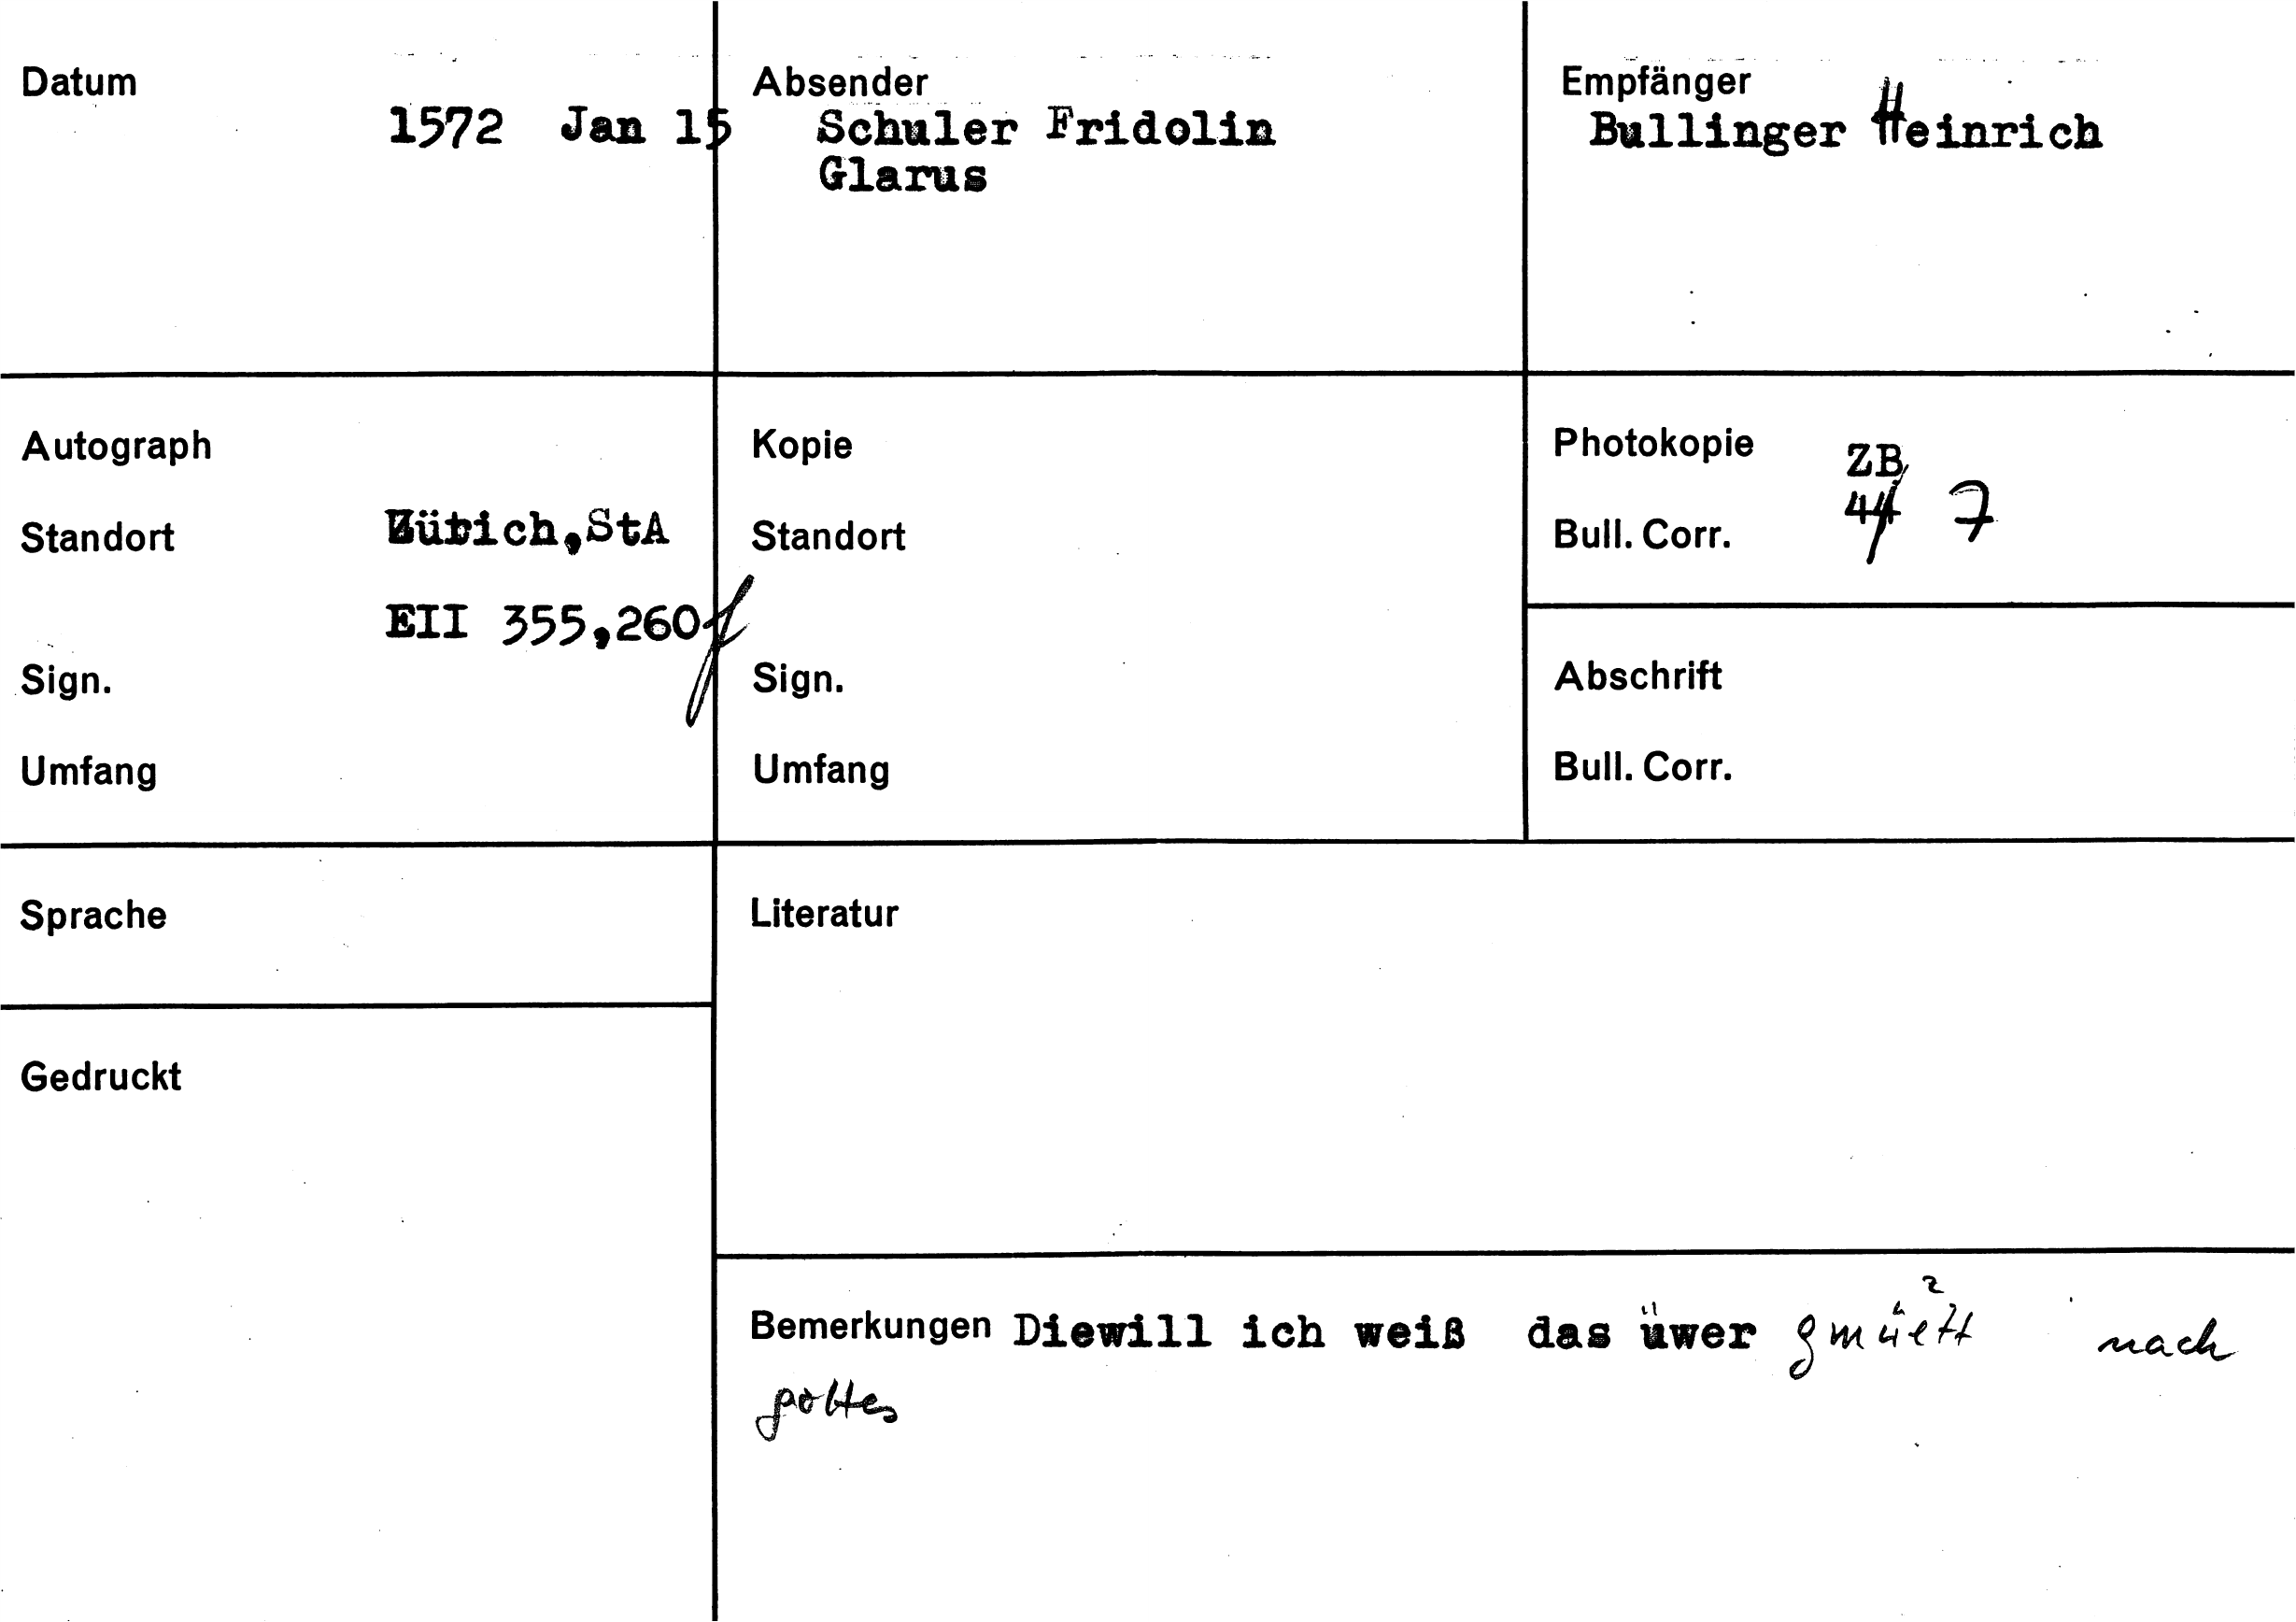 Datum
1572 Jan 15
Absender
Schuler Fridolin
Glarus
Empfänger
Bullinger Heinrich
Autograph
Standort
Zürich,StA
EII 355,260f
Sign.
Umfang
Kopie
Standort
Sign.
Umfang
Photokopie
ZB
Bull. Corr.
44 7
Abschrift
Bull. Corr.
Sprache
Literatur
Gedruckt
Bemerkungen Diewill ich weiß das üwer gmüett nach
gottes